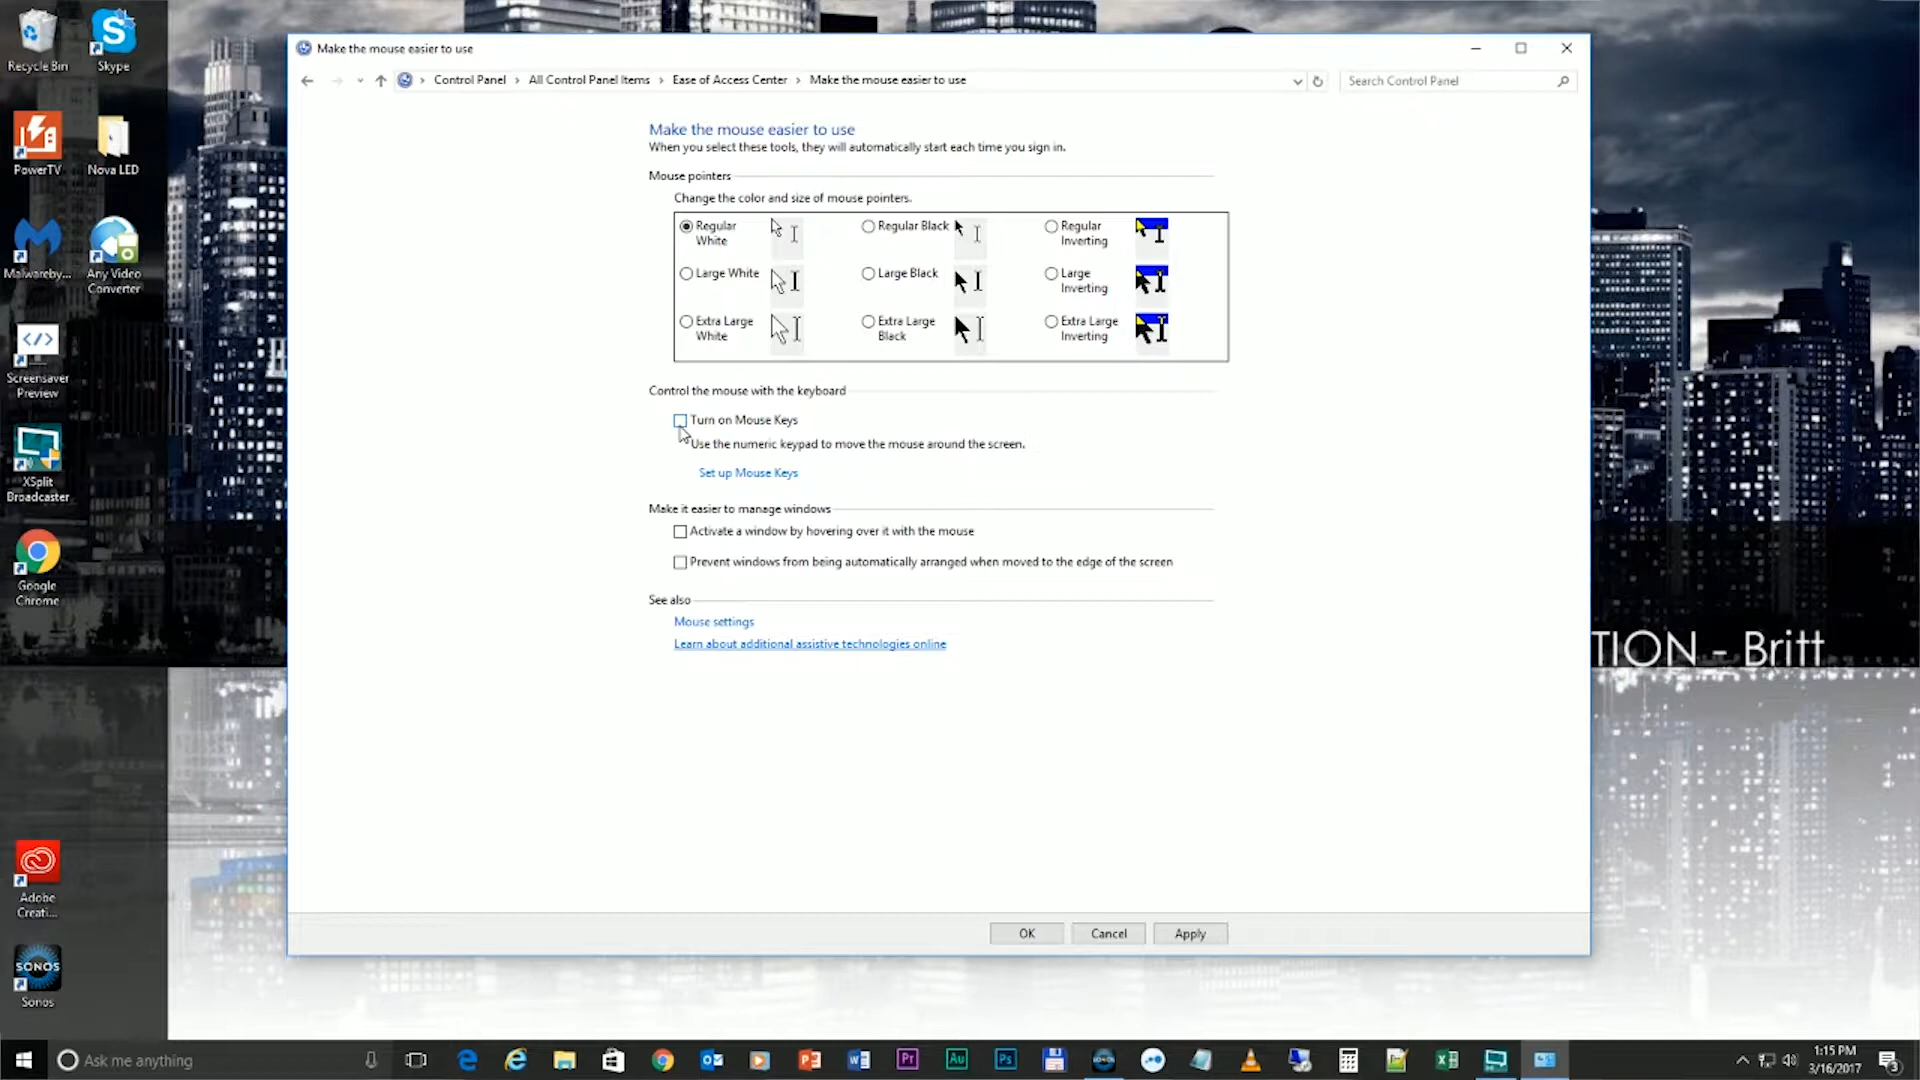 Recycle Bin
Skype
PowerTV
Nova LED
Malwareby...
Any Video
Converter
Screensaver
Preview
XSplit
Broadcaster
Google
Chrome
Adobe
Creati...
SONOS
Sonos
Make the mouse easier to use
Control Panel > All Control Panel Items > Ease of Access Center > Make the mouse easier to use
Search Control Panel
Make the mouse easier to use
When you select these tools, they will automatically start each time you sign in.
Mouse pointers
Change the color and size of mouse pointers.
Regular
White
Regular Black
Regular
Inverting
Large White
Large Black
Large
Inverting
Extra Large
White
Extra Large
Black
Extra Large
Inverting
Control the mouse with the keyboard
Turn on Mouse Keys
Use the numeric keypad to move the mouse around the screen.
Set up Mouse Keys
Make it easier to manage windows
Activate a window by hovering over it with the mouse
Prevent windows from being automatically arranged when moved to the edge of the screen
See also
Mouse settings
Learn about additional assistive technologies online
TION - Britt
OK
Cancel
Apply
Ask me anything
Pr
Au
Ps
1:15 PM
3/16/2017
3